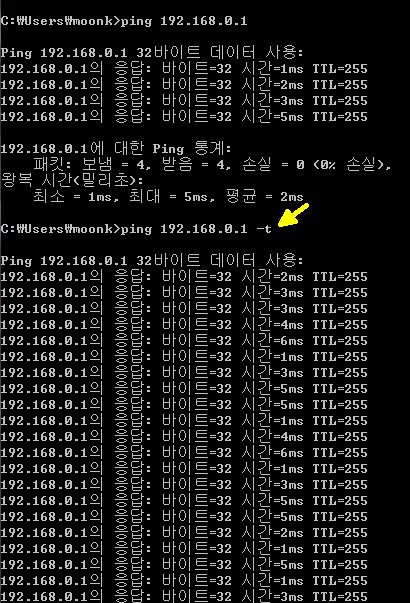 C:₩Users₩moonk>ping 192.168.0.1
Ping 192.168.0.1 32바이트 데이터 사용:
192.168.0.1의 응답: 바이트=32 시간=1ms TTL=255
192.168.0.1의 응답: 바이트=32 시간=2ms TTL=255
192.168.0.1의 응답: 바이트=32 시간=3ms TTL=255
192.168.0.1의 응답: 바이트=32 시간=5ms TTL=255
192.168.0.1에 대한 Ping 통계:
패킷: 보냄 = 4, 받음 = 4, 손실 = 0 (0% 손실),
왕복 시간(밀리초):
최소 = 1ms, 최대 = 5ms, 평균 = 2ms
C:₩Users₩moonk>ping 192.168.0.1 -t
Ping 192.168.0.1 32바이트 데이터 사용:
192.168.0.1의 응답: 바이트=32 시간=2ms TTL=255
192.168.0.1의 응답: 바이트=32 시간=3ms TTL=255
192.168.0.1의 응답: 바이트=32 시간=3ms TTL=255
192.168.0.1의 응답: 바이트=32 시간=4ms TTL=255
192.168.0.1의 응답: 바이트=32 시간=6ms TTL=255
192.168.0.1의 응답: 바이트=32 시간=1ms TTL=255
192.168.0.1의 응답: 바이트=32 시간=3ms TTL=255
192.168.0.1의 응답: 바이트=32 시간=5ms TTL=255
192.168.0.1의 응답: 바이트=32 시간=5ms TTL=255
192.168.0.1의 응답: 바이트=32 시간=1ms TTL=255
192.168.0.1의 응답: 바이트=32 시간=4ms TTL=255
192.168.0.1의 응답: 바이트=32 시간=6ms TTL=255
192.168.0.1의 응답: 바이트=32 시간=1ms TTL=255
192.168.0.1의 응답: 바이트=32 시간=3ms TTL=255
192.168.0.1의 응답: 바이트=32 시간=5ms TTL=255
192.168.0.1의 응답: 바이트=32 시간=5ms TTL=255
192.168.0.1의 응답: 바이트=32 시간=2ms TTL=255
192.168.0.1의 응답: 바이트=32 시간=1ms TTL=255
192.168.0.1의 응답: 바이트=32 시간=5ms TTL=255
192.168.0.1의 응답: 바이트=32 시간=1ms TTL=255
192.168.0.1의 응답: 바이트=32 시간=3ms TTL=255